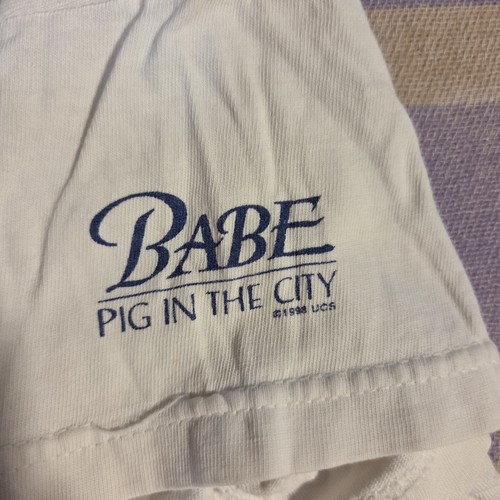 BABE
PIG IN THE CITY
©1998 UCS